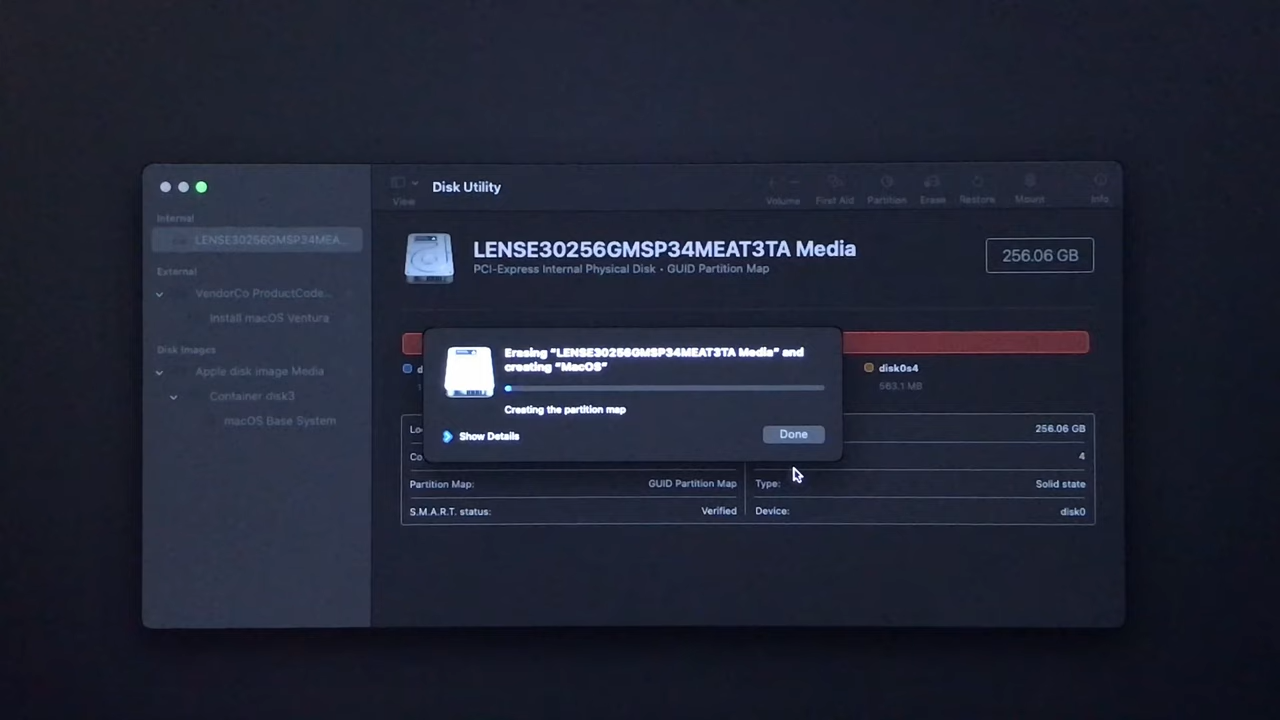 Disk Utility
View
Volume
First Aid
Partition
Erase
Restore
Mount
Info
Internal
LENSE30256GMSP34MEA...
External
VendorCo ProductCode...
Install macOS Ventura
Disk Images
Apple disk image Media
Container disk3
macOS Base System
LENSE30256GMSP34MEAT3TA Media
PCI-Express Internal Physical Disk • GUID Partition Map
256.06 GB
d
disk0s4
563.1 MB
Erasing “LENSE30256GMSP34MEAT3TA Media” and
creating “MacOS”
Creating the partition map
Show Details
Done
Lo
256.06 GB
Co
4
Partition Map:
GUID Partition Map
Type:
Solid state
S.M.A.R.T. status:
Verified
Device:
disk0